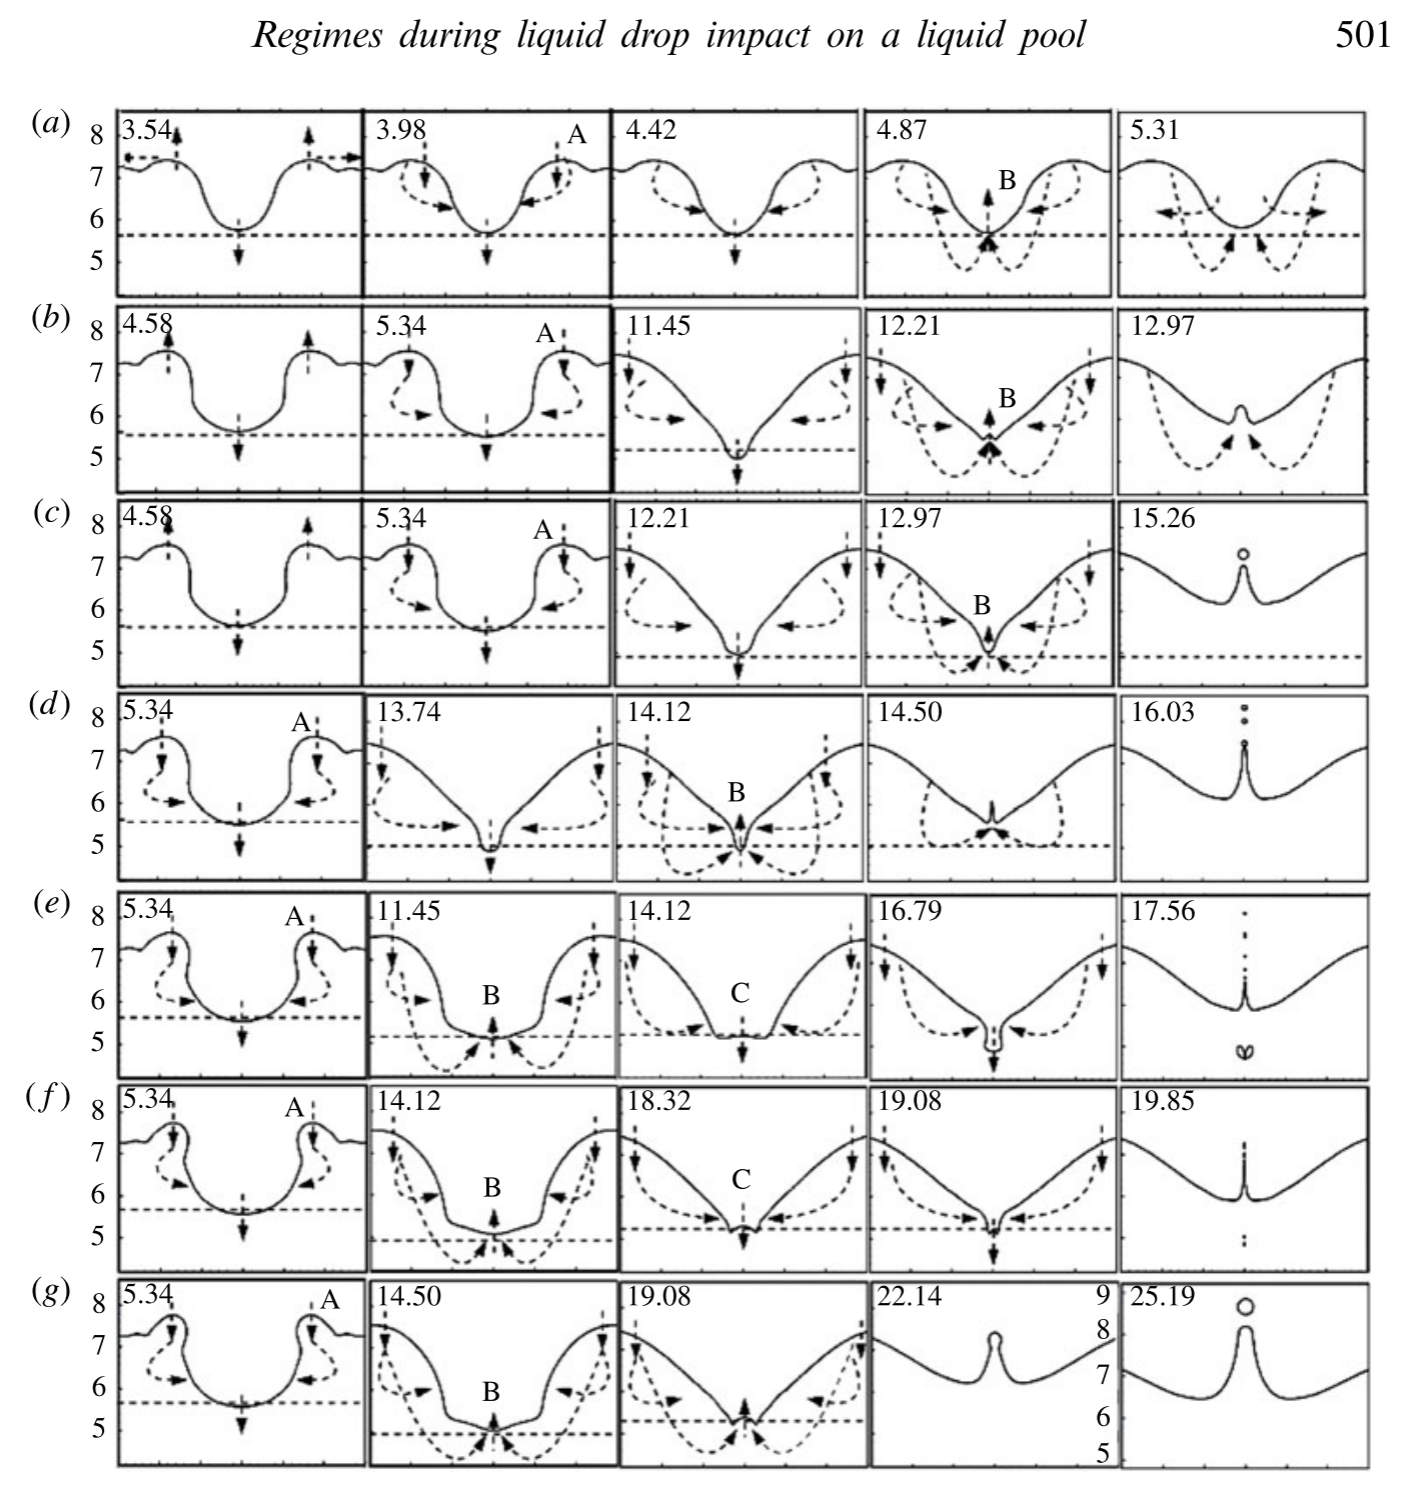 Regimes during liquid drop impact on a liquid pool 501
(a) 8 7 6 5 3.54 3.98 A 4.42 4.87 B 5.31
(b) 8 7 6 5 4.58 5.34 A 11.45 12.21 B 12.97
(c) 8 7 6 5 4.58 5.34 A 12.21 12.97 B 15.26
(d) 8 7 6 5 5.34 A 13.74 14.12 B 14.50 16.03
(e) 8 7 6 5 5.34 A 11.45 B 14.12 C 16.79 17.56
(f) 8 7 6 5 5.34 A 14.12 B 18.32 C 19.08 19.85
(g) 8 7 6 5 5.34 A 14.50 B 19.08 22.14 9 8 7 6 5 25.19